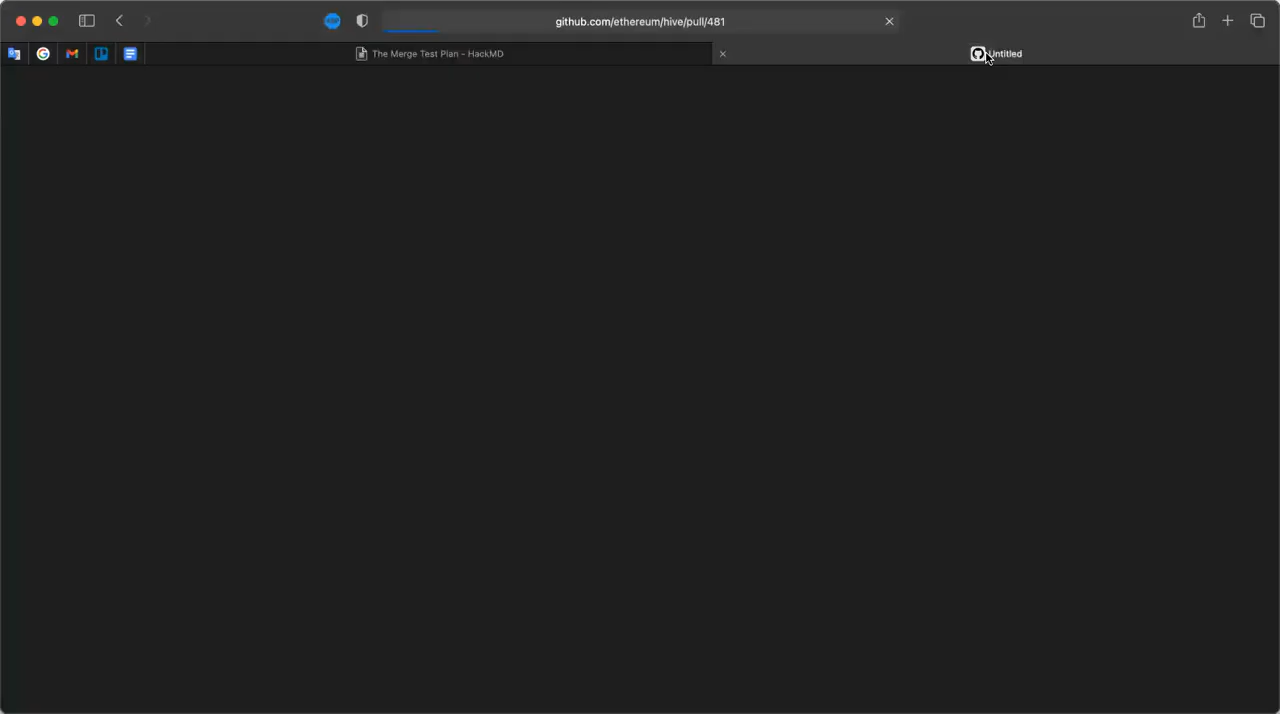 github.com/ethereum/hive/pull/481
The Merge Test Plan - HackMD
Untitled